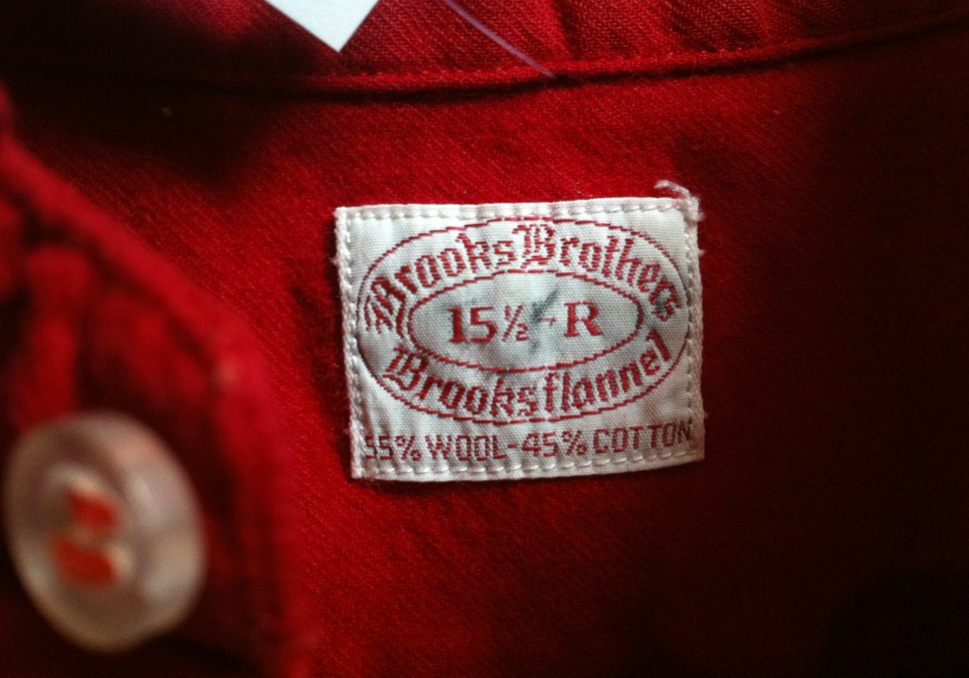 Brooks Brothers
15½-R
Brooksflannel
55% WOOL-45% COTTON